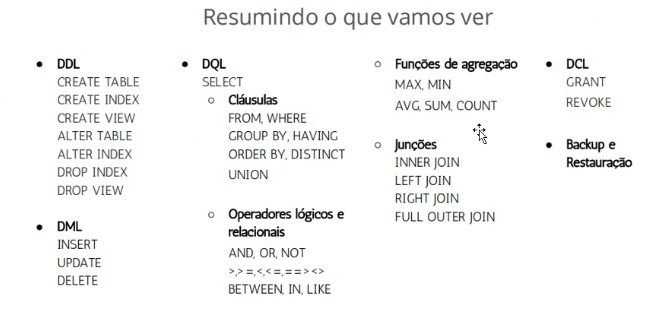 Resumindo o que vamos ver
DDL
CREATE TABLE
CREATE INDEX
CREATE VIEW
ALTER TABLE
ALTER INDEX
DROP INDEX
DROP VIEW
DML
INSERT
UPDATE
DELETE
DQL
SELECT
Cláusulas
FROM, WHERE
GROUP BY, HAVING
ORDER BY, DISTINCT
UNION
Operadores lógicos e
relacionais
AND, OR, NOT
>,>=,<,<=,==><>
BETWEEN, IN, LIKE
Funções de agregação
MAX, MIN
AVG, SUM, COUNT
Junções
INNER JOIN
LEFT JOIN
RIGHT JOIN
FULL OUTER JOIN
DCL
GRANT
REVOKE
Backup e
Restauração